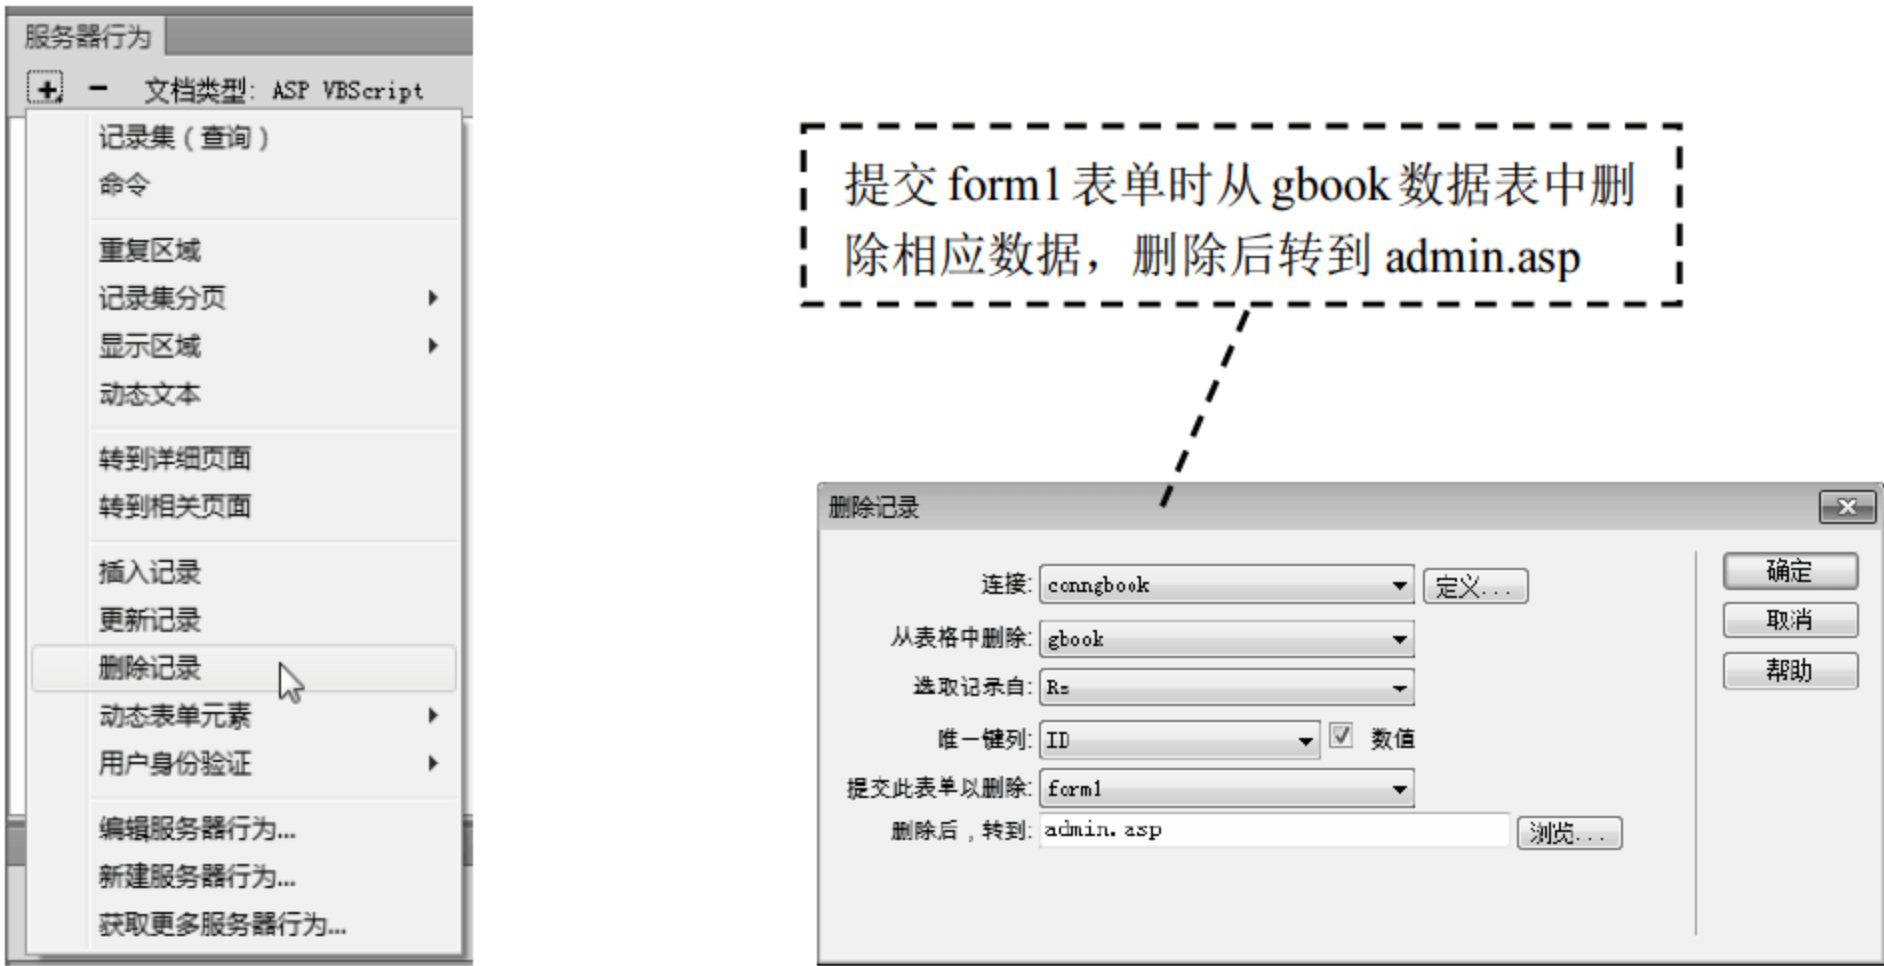 服务器行为
+ - 文档类型: ASP VBScript
记录集（查询）
命令
重复区域
记录集分页
显示区域
动态文本
转到详细页面
转到相关页面
插入记录
更新记录
删除记录
动态表单元素
用户身份验证
编辑服务器行为...
新建服务器行为...
获取更多服务器行为...
提交 form1 表单时从 gbook 数据表中删
除相应数据，删除后转到 admin.asp
删除记录
连接: conngbook 定义...
从表格中删除: gbook
选取记录自: Rs
唯一键列: ID 数值
提交此表单以删除: form1
删除后，转到: admin.asp 浏览...
确定
取消
帮助